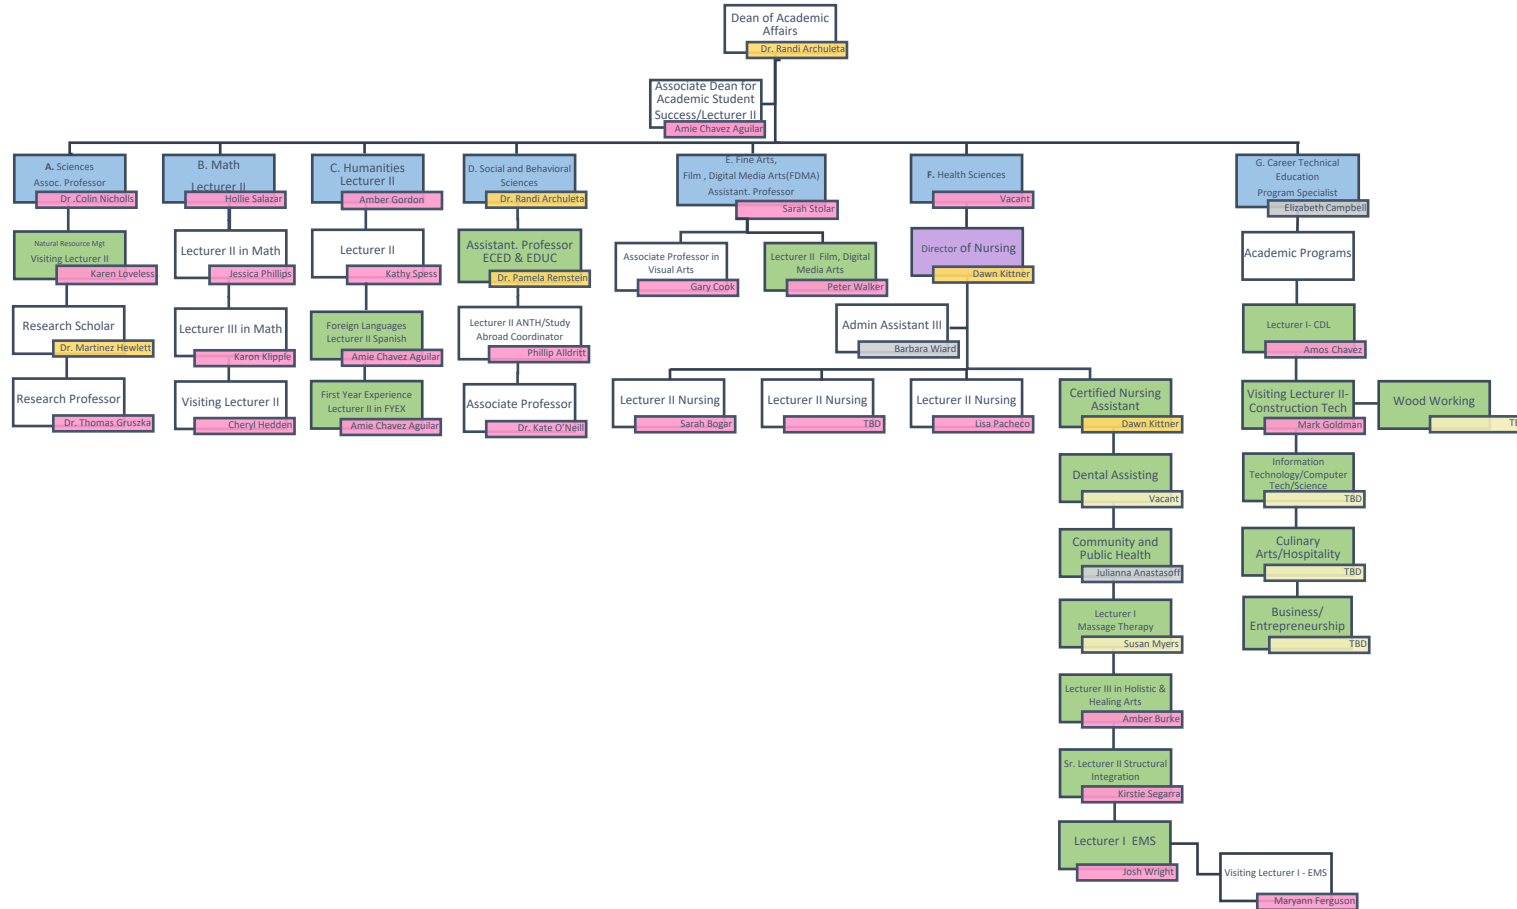 Dean of Academic
Affairs
Dr. Randi Archuleta
Associate Dean for
Academic Student
Success/Lecturer II
Amie Chavez Aguilar
A. Sciences
Assoc. Professor
Dr .Colin Nicholls
B. Math
Lecturer II
Hollie Salazar
C. Humanities
Lecturer II
Amber Gordon
D. Social and Behavioral
Sciences
Dr. Randi Archuleta
E. Fine Arts,
Film , Digital Media Arts(FDMA)
Assistant. Professor
Sarah Stolar
F. Health Sciences
Vacant
G. Career Technical
Education
Program Specialist
Elizabeth Campbell
Natural Resource Mgt
Visiting Lecturer II
Karen Loveless
Lecturer II in Math
Jessica Phillips
Lecturer II
Kathy Spess
Assistant. Professor
ECED & EDUC
Dr. Pamela Remstein
Associate Professor in
Visual Arts
Gary Cook
Lecturer II  Film, Digital
Media Arts
Peter Walker
Director of Nursing
Dawn Kittner
Academic Programs
Research Scholar
Dr. Martinez Hewlett
Lecturer III in Math
Karon Klipple
Foreign Languages
Lecturer II Spanish
Amie Chavez Aguilar
Lecturer II ANTH/Study
Abroad Coordinator
Phillip Alldritt
Admin Assistant III
Barbara Wiard
Lecturer I- CDL
Amos Chavez
Research Professor
Dr. Thomas Gruszka
Visiting Lecturer II
Cheryl Hedden
First Year Experience
Lecturer II in FYEX
Amie Chavez Aguilar
Associate Professor
Dr. Kate O'Neill
Lecturer II Nursing
Sarah Bogar
Lecturer II Nursing
TBD
Lecturer II Nursing
Lisa Pacheco
Certified Nursing
Assistant
Dawn Kittner
Visiting Lecturer II-
Construction Tech
Mark Goldman
Wood Working
Dental Assisting
Vacant
Information
Technology/Computer
Tech/Science
TBD
Community and
Public Health
Julianna Anastasoff
Culinary
Arts/Hospitality
TBD
Lecturer I
Massage Therapy
Susan Myers
Business/
Entrepreneurship
TBD
Lecturer III in Holistic &
Healing Arts
Amber Burke
Sr. Lecturer II Structural
Integration
Kirstie Segarra
Lecturer I  EMS
Josh Wright
Visiting Lecturer I - EMS
Maryann Ferguson